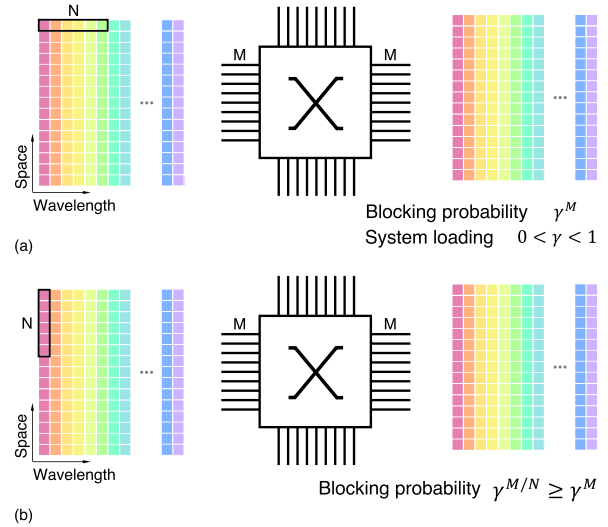 N
M M
Space
Wavelength
...
...
Blocking probability γ^M
System loading 0 < γ < 1
(a)
N
M M
Space
Wavelength
...
...
Blocking probability γ^{M/N} ≥ γ^M
(b)